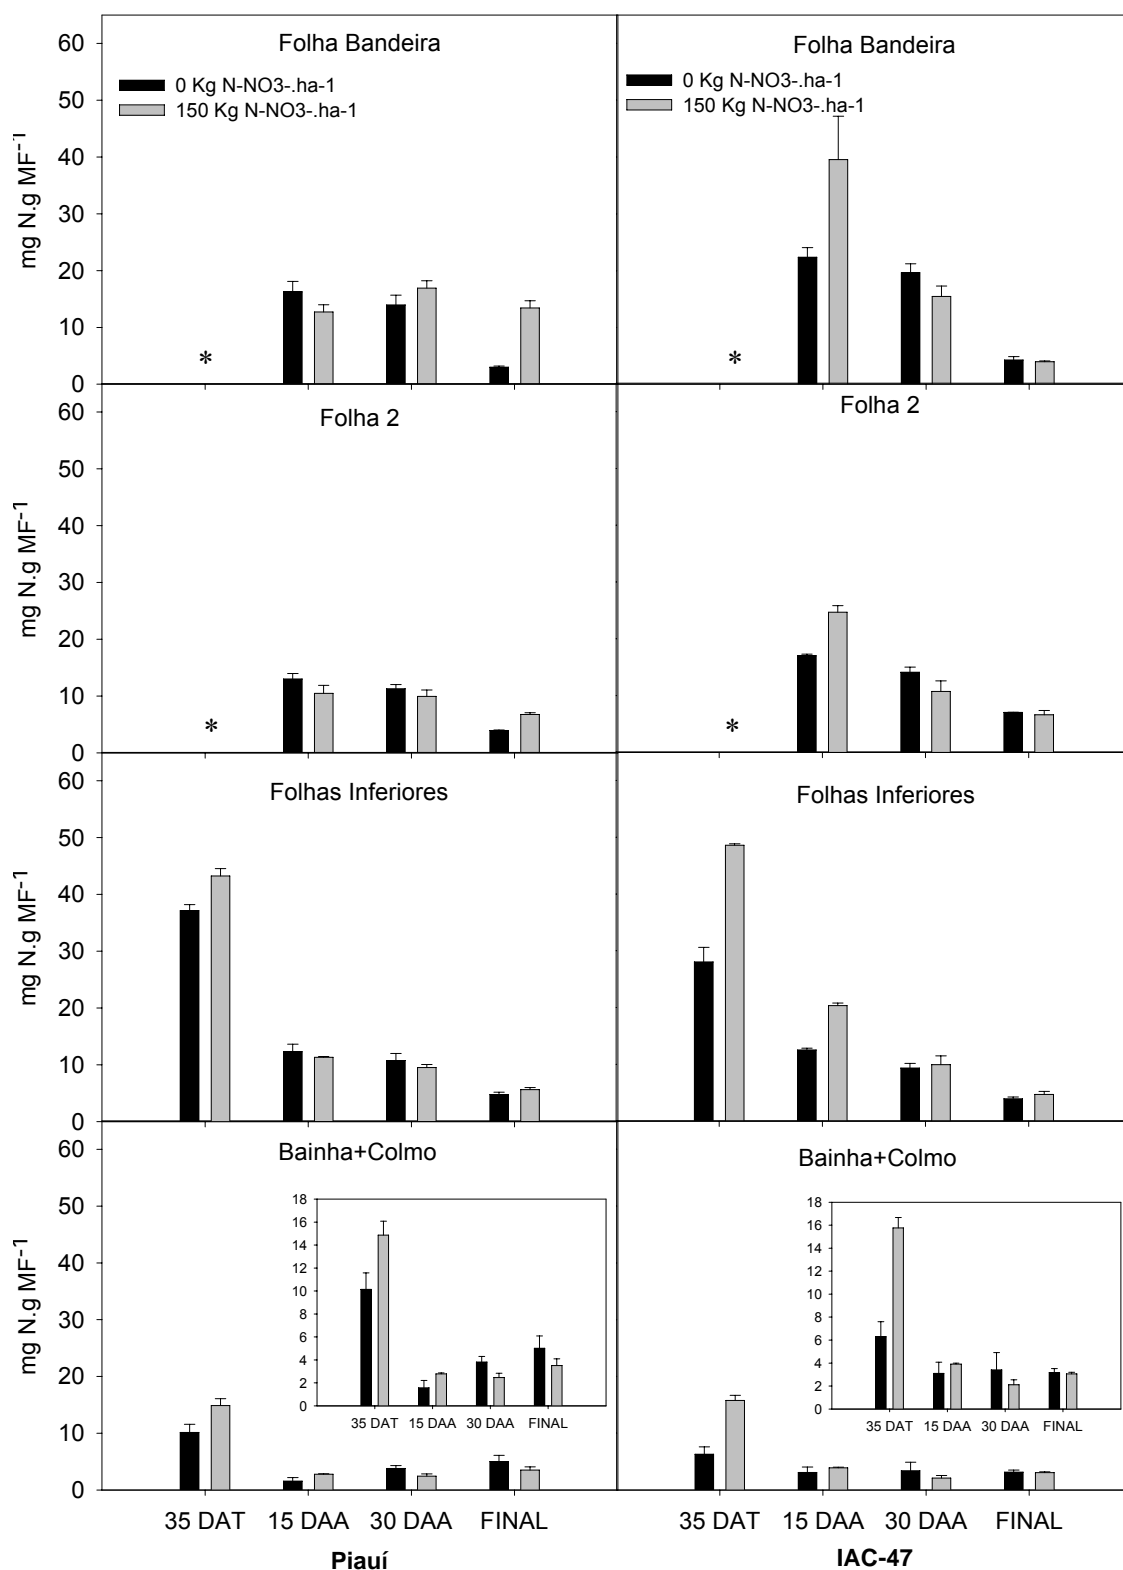 Folha Bandeira
0 Kg N-NO3-.ha-1
150 Kg N-NO3-.ha-1
mg N.g MF-1
60
50
40
30
20
10
0
*
Folha Bandeira
0 Kg N-NO3-.ha-1
150 Kg N-NO3-.ha-1
*
Folha 2
mg N.g MF-1
60
50
40
30
20
10
0
*
Folha 2
*
Folhas Inferiores
mg N.g MF-1
60
50
40
30
20
10
0
Folhas Inferiores
Bainha+Colmo
mg N.g MF-1
60
50
40
30
20
10
0
18
16
14
12
10
8
6
4
2
0
35 DAT 15 DAA 30 DAA FINAL
35 DAT 15 DAA 30 DAA FINAL
Piauí
Bainha+Colmo
18
16
14
12
10
8
6
4
2
0
35 DAT 15 DAA 30 DAA FINAL
35 DAT 15 DAA 30 DAA FINAL
IAC-47